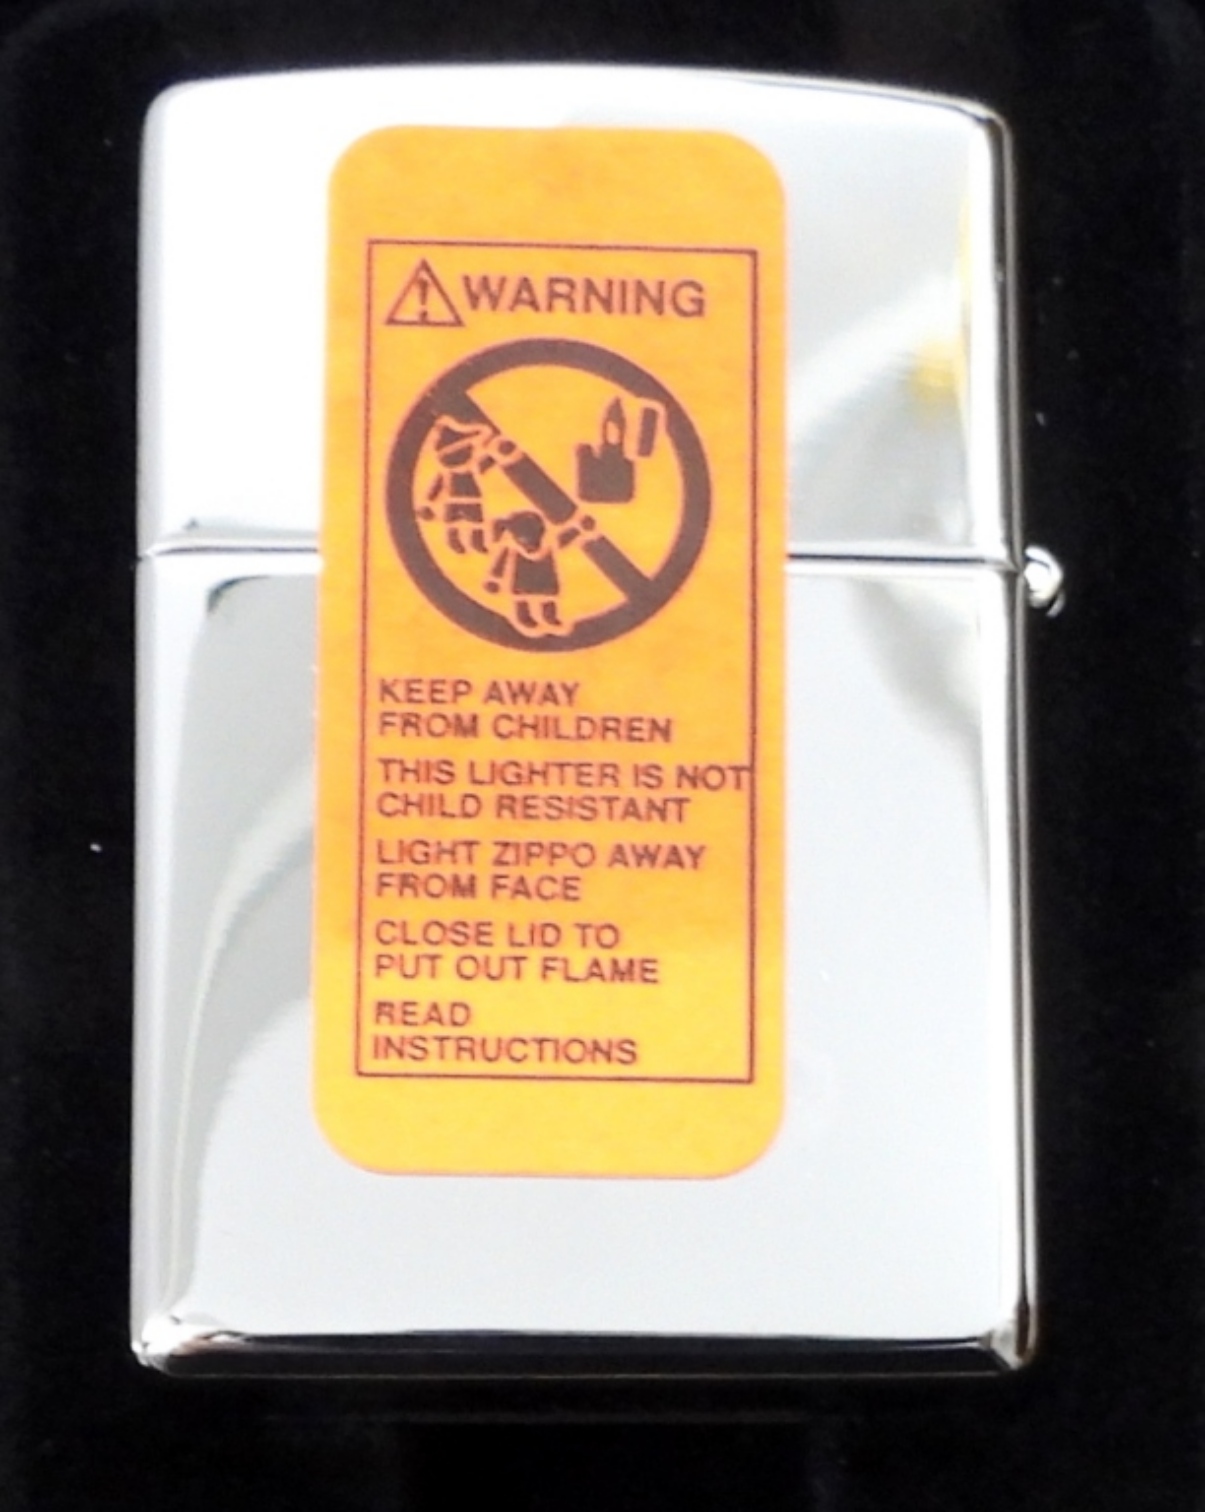 WARNING
KEEP AWAY
FROM CHILDREN
THIS LIGHTER IS NOT
CHILD RESISTANT
LIGHT ZIPPO AWAY
FROM FACE
CLOSE LID TO
PUT OUT FLAME
READ
INSTRUCTIONS